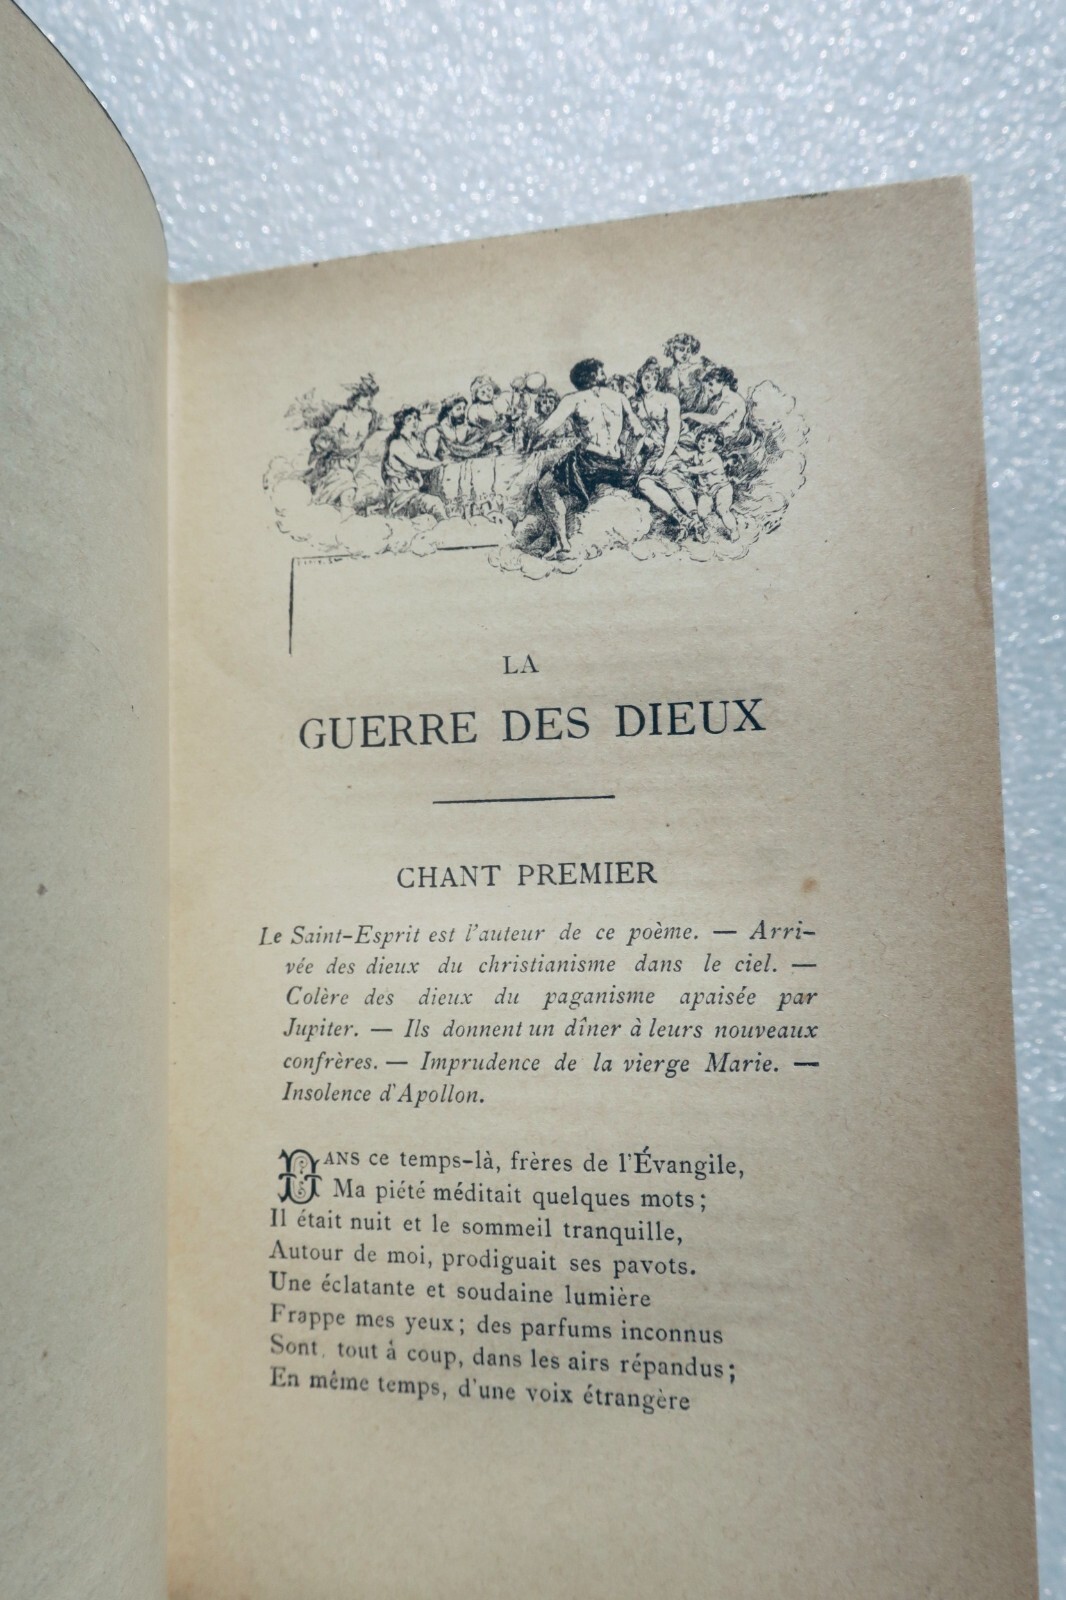 LA
GUERRE DES DIEUX
CHANT PREMIER
Le Saint-Esprit est l'auteur de ce poème. — Arri-
vée des dieux du christianisme dans le ciel. —
Colère des dieux du paganisme apaisée par
Jupiter. — Ils donnent un dîner à leurs nouveaux
confrères. — Imprudence de la vierge Marie. —
Insolence d'Apollon.
DANS ce temps-là, frères de l'Évangile,
Ma piété méditait quelques mots;
Il était nuit et le sommeil tranquille,
Autour de moi, prodiguait ses pavots.
Une éclatante et soudaine lumière
Frappe mes yeux; des parfums inconnus
Sont, tout à coup, dans les airs répandus;
En même temps, d'une voix étrangère